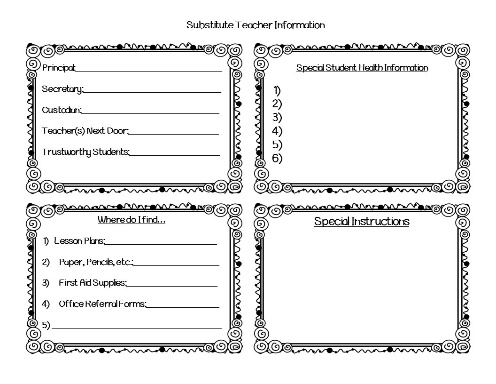 Substitute Teacher Information
Principal:
Secretary:
Custodian:
Teacher(s) Next Door:
Trustworthy Students:
Special Student Health Information
1)
2)
3)
4)
5)
6)
Where do I find...
1) Lesson Plans:
2) Paper, Pencils, etc.:
3) First Aid Supplies:
4) Office Referral Forms:
5)
Special Instructions